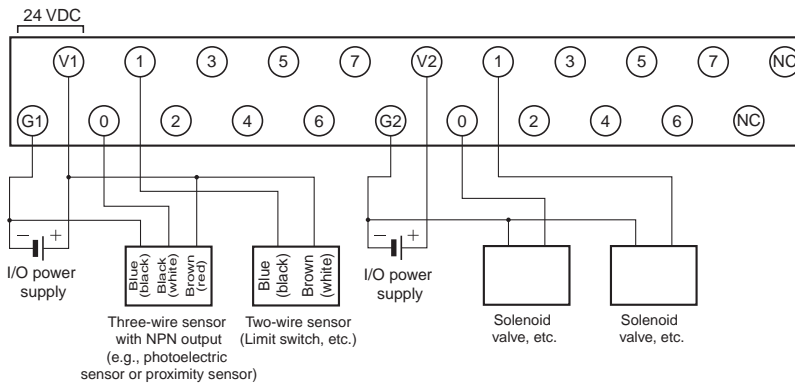 24 VDC
V1 1 3 5 7 V2 1 3 5 7 NC
G1 0 2 4 6 G2 0 2 4 6 NC
− +
I/O power
supply
Blue
(black)
Black
(white)
Brown
(red)
Three-wire sensor
with NPN output
(e.g., photoelectric
sensor or proximity sensor)
Blue
(black)
Brown
(white)
Two-wire sensor
(Limit switch, etc.)
− +
I/O power
supply
Solenoid
valve, etc.
Solenoid
valve, etc.